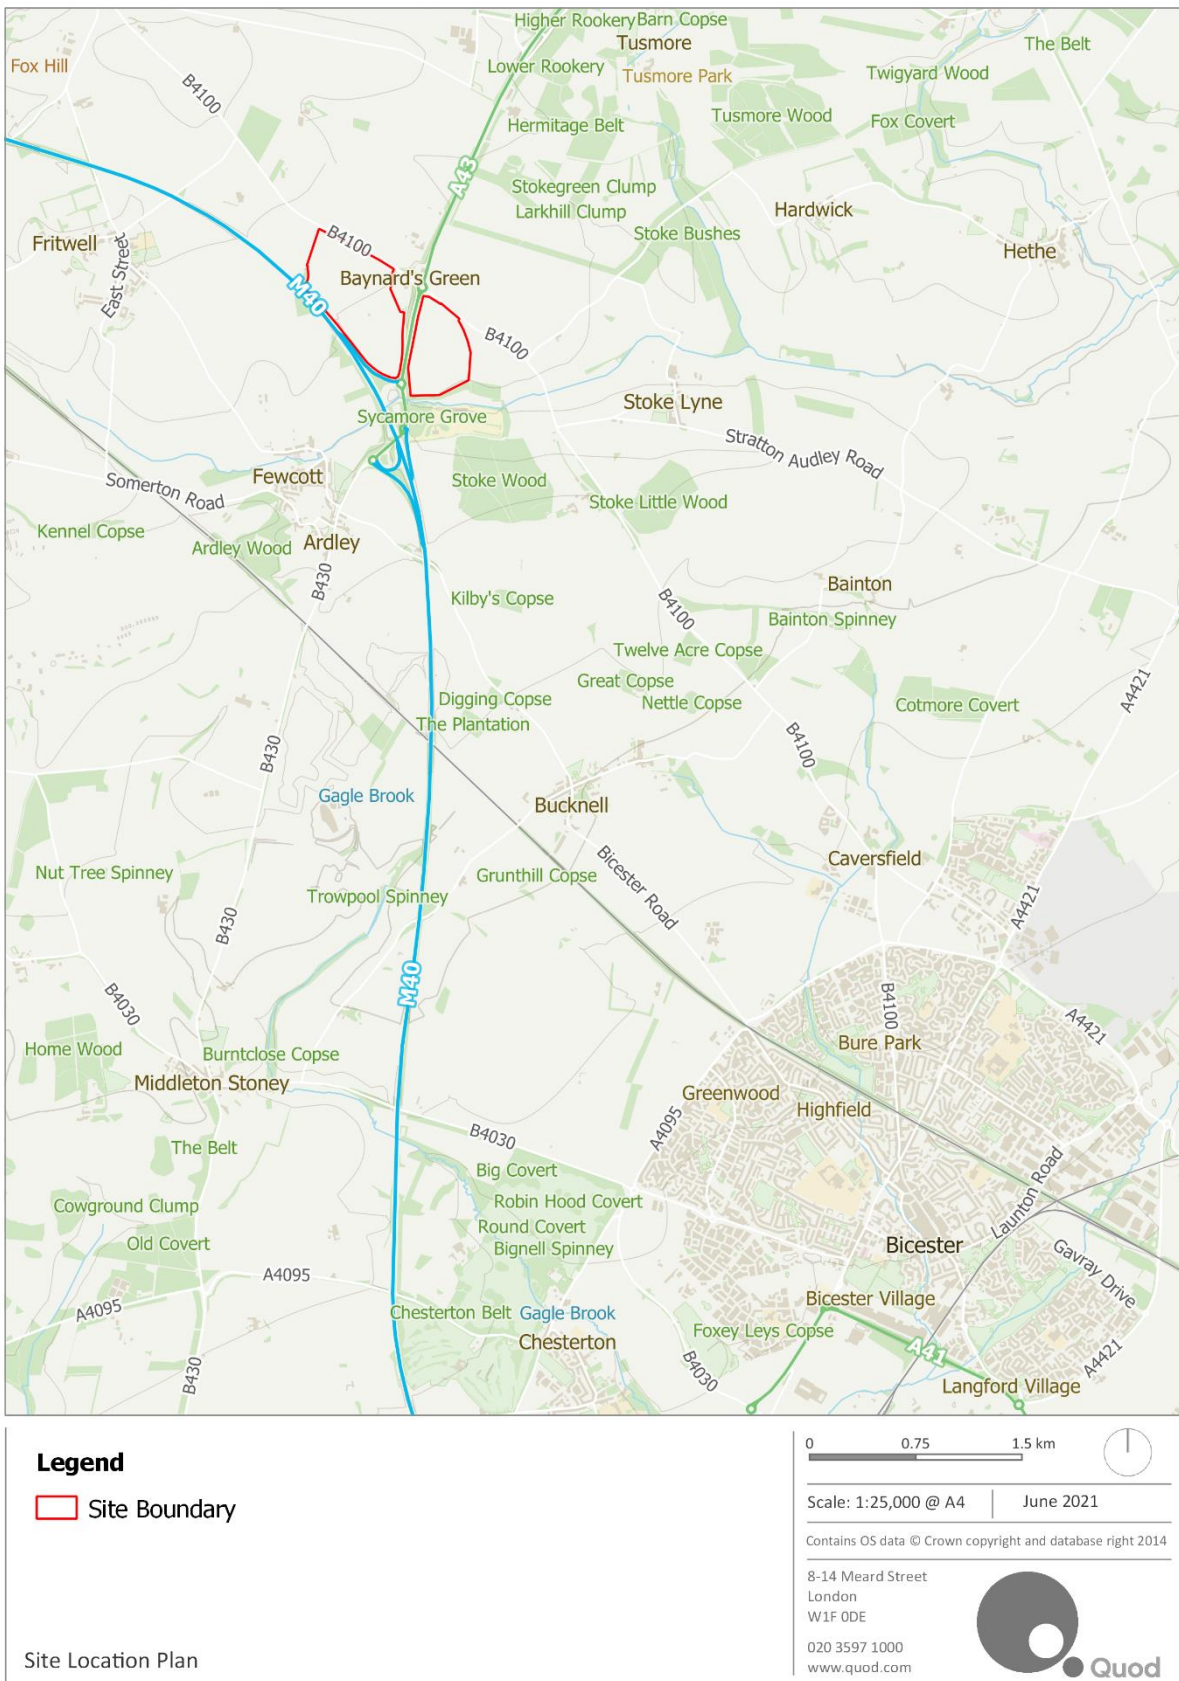 Higher Rookery
Barn Copse
Tusmore
The Belt
Fox Hill
Lower Rookery
Tusmore Park
Twigyard Wood
B4100
Hermitage Belt
Tusmore Wood
Fox Covert
A43
Stokegreen Clump
Larkhill Clump
Hardwick
Stoke Bushes
Fritwell
B4100
Hethe
East Street
Baynard's Green
M40
B4100
Stoke Lyne
Sycamore Grove
Stratton Audley Road
Fewcott
Somerton Road
Stoke Wood
Stoke Little Wood
Kennel Copse
Ardley Wood
Ardley
B430
Kilby's Copse
B4100
Bainton
Bainton Spinney
Twelve Acre Copse
Great Copse
Nettle Copse
Digging Copse
The Plantation
Cotmore Covert
A4421
B430
B4100
Gagle Brook
Bucknell
Caversfield
Nut Tree Spinney
Trowpool Spinney
Grunthill Copse
Bicester Road
B430
A4421
M40
B4030
B4100
A4421
Home Wood
Burntclose Copse
Middleton Stoney
Bure Park
Greenwood
Highfield
A4095
B4030
The Belt
Big Covert
Robin Hood Covert
Round Covert
Bignell Spinney
Cowground Clump
Old Covert
Launton Road
Bicester
Gavray Drive
A4095
A4095
Bicester Village
Chesterton Belt
Gagle Brook
Chesterton
Foxey Leys Copse
A41
A4421
B430
B4030
Langford Village
Legend
Site Boundary
0 0.75 1.5 km
Scale: 1:25,000 @ A4
June 2021
Contains OS data © Crown copyright and database right 2014
8-14 Meard Street
London
W1F 0DE
020 3597 1000
www.quod.com
Quod
Site Location Plan